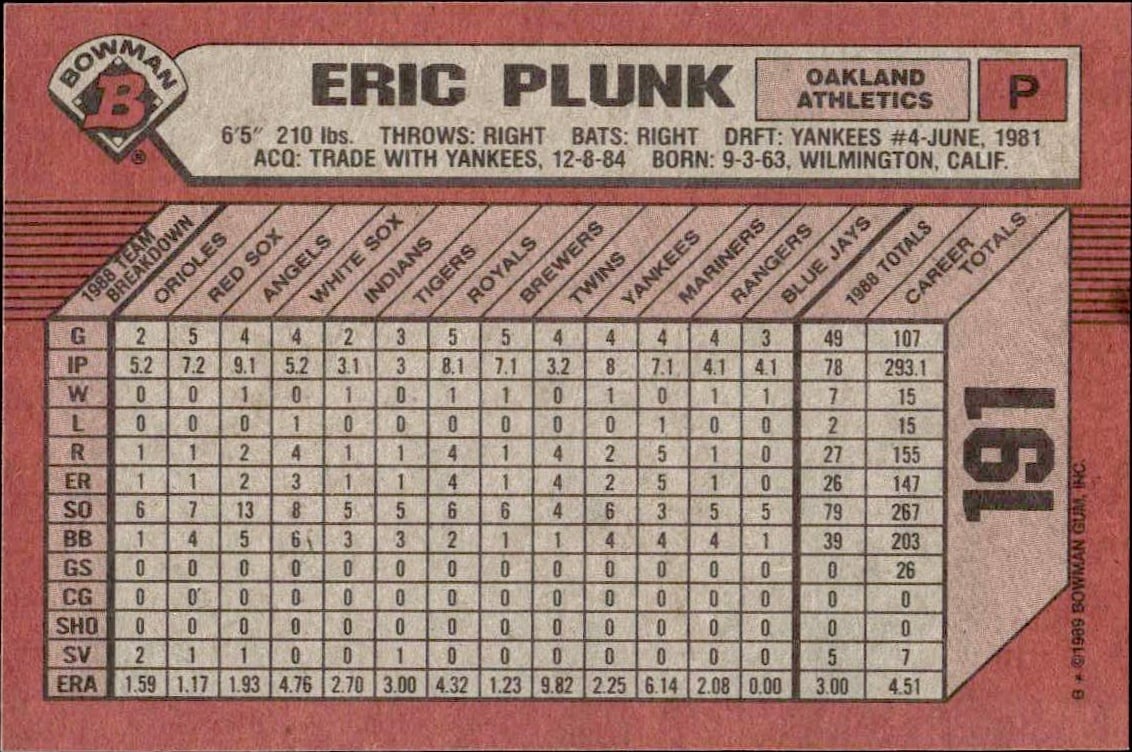 BOWMAN
B
®
ERIC PLUNK
OAKLAND
ATHLETICS
P
6'5" 210 lbs. THROWS: RIGHT BATS: RIGHT DRFT: YANKEES #4-JUNE, 1981
ACQ: TRADE WITH YANKEES, 12-8-84 BORN: 9-3-63, WILMINGTON, CALIF.
1988 TEAM
BREAKDOWN
ORIOLES
RED SOX
ANGELS
WHITE SOX
INDIANS
TIGERS
ROYALS
BREWERS
TWINS
YANKEES
MARINERS
RANGERS
BLUE JAYS
1988 TOTALS
CAREER
TOTALS
G 2 5 4 4 2 3 5 5 4 4 4 4 3 49 107
IP 5.2 7.2 9.1 5.2 3.1 3 8.1 7.1 3.2 8 7.1 4.1 4.1 78 293.1
W 0 0 1 0 1 0 1 1 0 1 0 1 1 7 15
L 0 0 0 1 0 0 0 0 0 0 1 0 0 2 15
R 1 1 2 4 1 1 4 1 4 2 5 1 0 27 155
ER 1 1 2 3 1 1 4 1 4 2 5 1 0 26 147
SO 6 7 13 8 5 5 6 6 4 6 3 5 5 79 267
BB 1 4 5 6 3 3 2 1 1 4 4 4 1 39 203
GS 0 0 0 0 0 0 0 0 0 0 0 0 0 0 26
CG 0 0 0 0 0 0 0 0 0 0 0 0 0 0 0
SHO 0 0 0 0 0 0 0 0 0 0 0 0 0 0 0
SV 2 1 1 0 0 1 0 0 0 0 0 0 0 5 7
ERA 1.59 1.17 1.93 4.76 2.70 3.00 4.32 1.23 9.82 2.25 6.14 2.08 0.00 3.00 4.51
191
B * ©1989 BOWMAN GUM, INC.